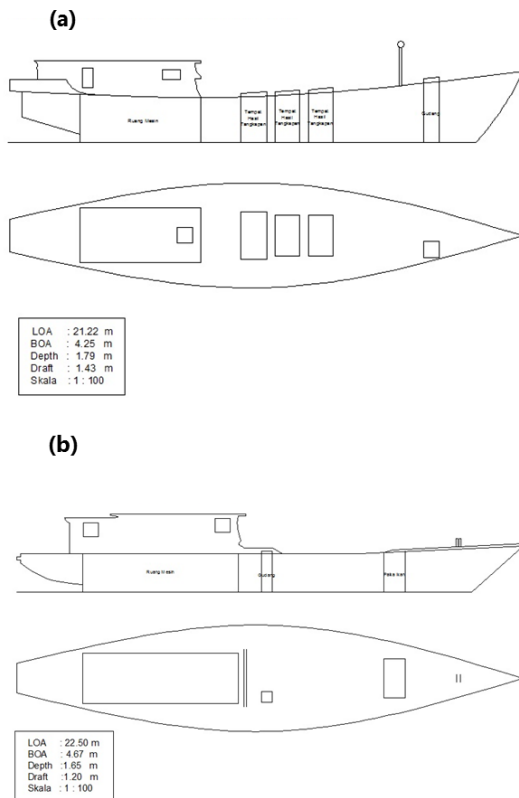 (a)
Ruang Mesin
Tempat
Hasil
Tangkapan
Tempat
Hasil
Tangkapan
Tempat
Hasil
Tangkapan
Gudang
LOA : 21.22 m
BOA : 4.25 m
Depth : 1.79 m
Draft : 1.43 m
Skala : 1 : 100
(b)
Ruang Mesin
Gudang
LOA : 22.50 m
BOA : 4.67 m
Depth : 1.65 m
Draft : 1.20 m
Skala : 1 : 100